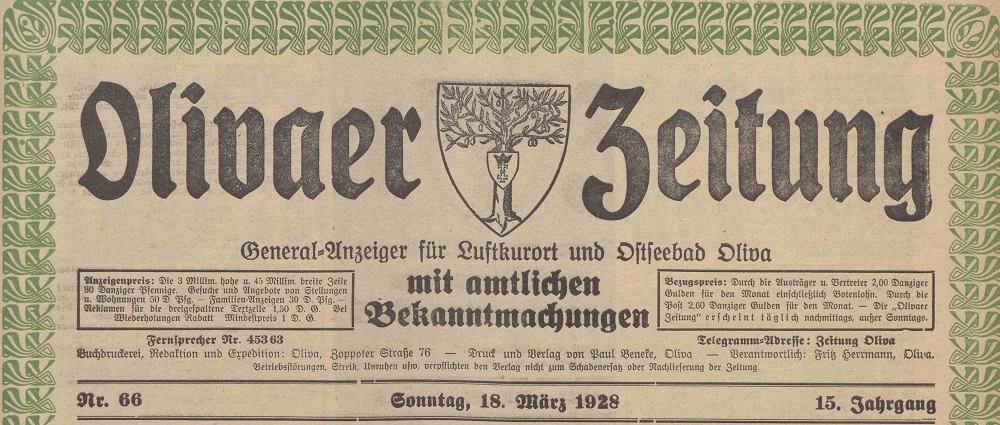 Olivaer Zeitung
General-Anzeiger für Luftkurort und Ostseebad Oliva
mit amtlichen
Bekanntmachungen
Anzeigenpreis: Die 3 Millim. hohe u. 45 Millim. breite Zeile
80 Danziger Pfennige. Gesuche und Angebote von Stellungen
u. Wohnungen 50 D. Pfg. — Familien-Anzeigen 30 D. Pfg. —
Reklamen für die dreigespaltene Textzeile 1,50 D. G. Bei
Wiederholungen Rabatt Mindestpreis 1 D. G.
Bezugspreis: Durch die Austräger u. Vertreter 2,00 Danziger
Gulden für den Monat einschließlich Botenlohn. Durch die
Post 2,60 Danziger Gulden für den Monat. — Die „Olivaer
Zeitung" erscheint täglich nachmittags, außer Sonntags.
Fernsprecher Nr. 453 63
Telegramm-Adresse: Zeitung Oliva
Buchdruckerei, Redaktion und Expedition: Oliva, Zoppoter Straße 76 — Druck und Verlag von Paul Beneke, Oliva — Verantwortlich: Fritz Herrmann, Oliva.
Betriebsstörungen, Streik, Unruhen usw. verpflichten den Verlag nicht zum Schadenersatz oder Nachlieferung der Zeitung.
Nr. 66 Sonntag, 18. März 1928 15. Jahrgang